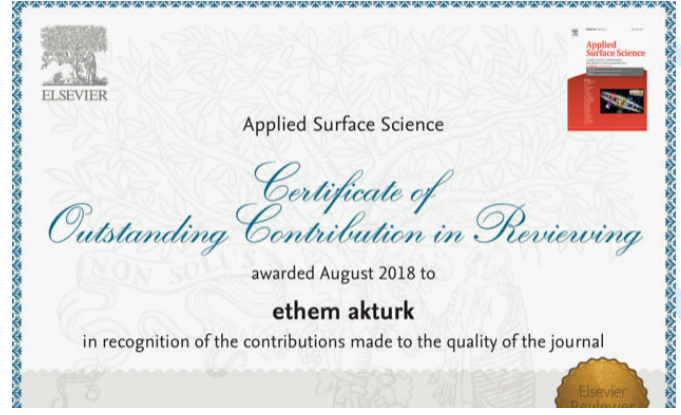 ELSEVIER
Applied
Surface Science
Applied Surface Science
Certificate of
Outstanding Contribution in Reviewing
NON SOLUS
awarded August 2018 to
ethem akturk
in recognition of the contributions made to the quality of the journal
Elsevier
Reviewer